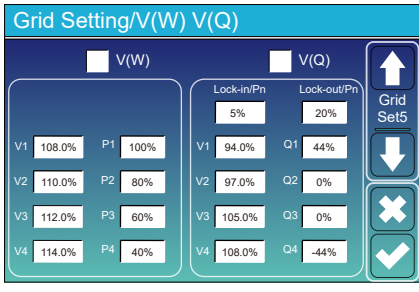 Grid Setting/V(W) V(Q)
V(W)
V(Q)
Lock-in/Pn Lock-out/Pn
5% 20%
V1 108.0% P1 100%
V2 110.0% P2 80%
V3 112.0% P3 60%
V4 114.0% P4 40%
V1 94.0% Q1 44%
V2 97.0% Q2 0%
V3 105.0% Q3 0%
V4 108.0% Q4 -44%
Grid
Set5